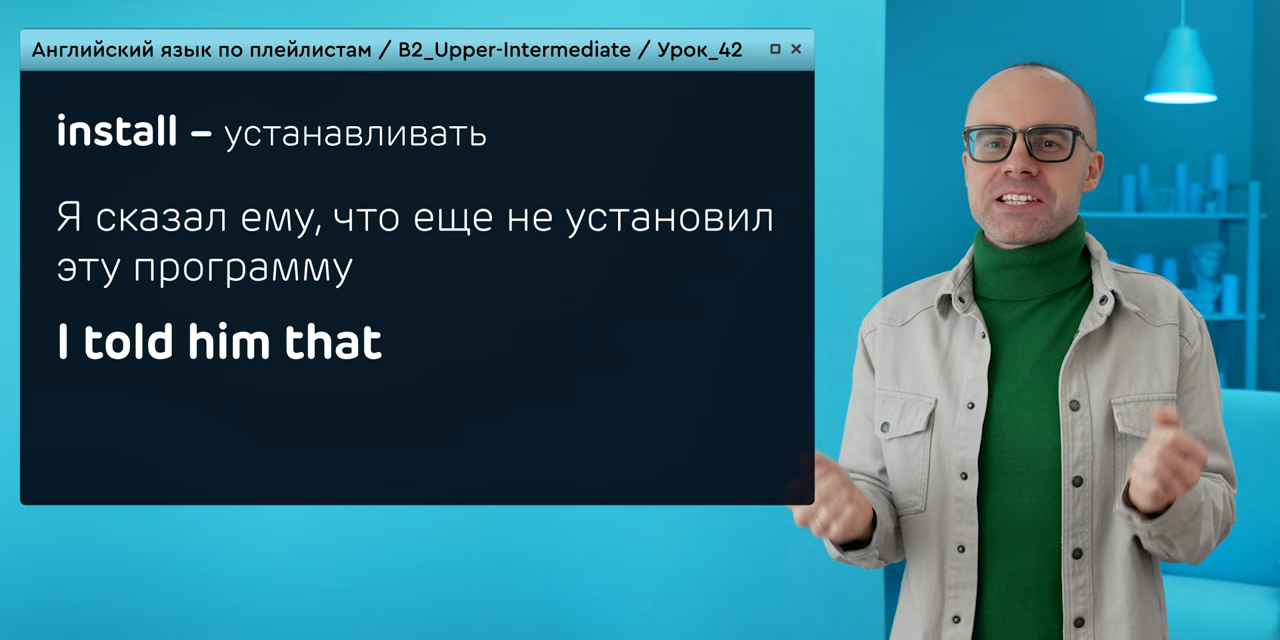 Английский язык по плейлистам / B2_Upper-Intermediate / Урок_42
install – устанавливать
Я сказал ему, что еще не установил
эту программу
I told him that